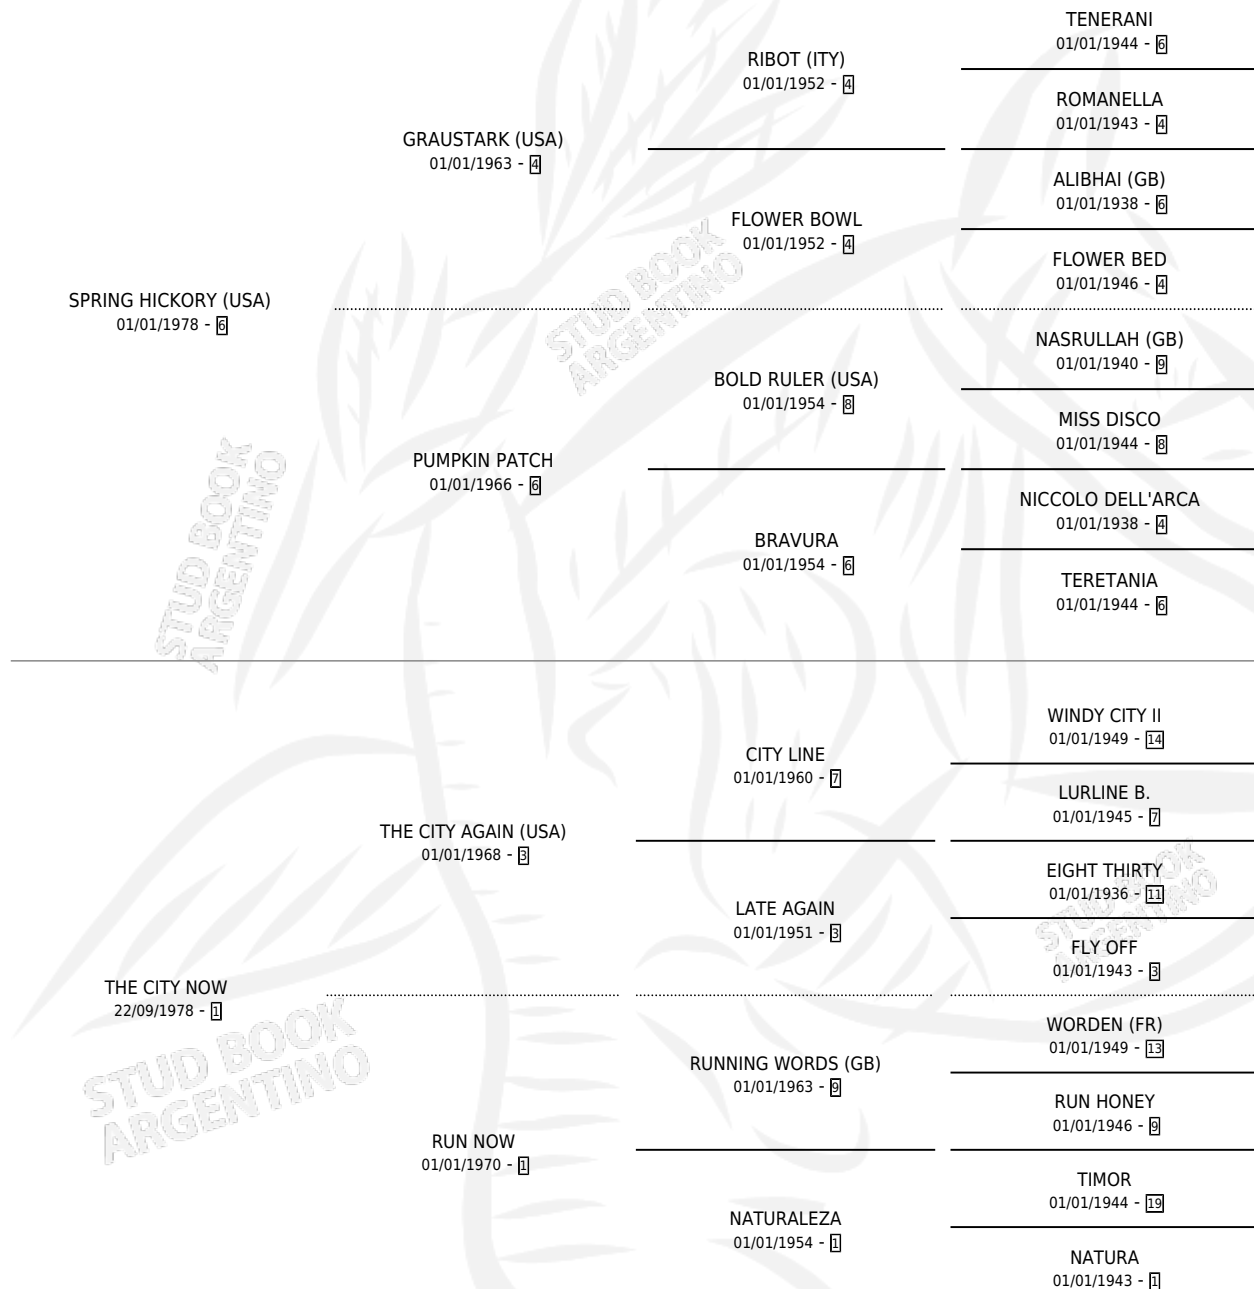 TENERANI
01/01/1944 - 6
RIBOT (ITY)
01/01/1952 - 4
ROMANELLA
01/01/1943 - 4
GRAUSTARK (USA)
01/01/1963 - 4
ALIBHAI (GB)
01/01/1938 - 6
FLOWER BOWL
01/01/1952 - 4
FLOWER BED
01/01/1946 - 4
SPRING HICKORY (USA)
01/01/1978 - 6
NASRULLAH (GB)
01/01/1940 - 9
BOLD RULER (USA)
01/01/1954 - 8
MISS DISCO
01/01/1944 - 8
PUMPKIN PATCH
01/01/1966 - 6
NICCOLO DELL'ARCA
01/01/1938 - 4
BRAVURA
01/01/1954 - 6
TERETANIA
01/01/1944 - 6
WINDY CITY II
01/01/1949 - 14
CITY LINE
01/01/1960 - 7
LURLINE B.
01/01/1945 - 7
THE CITY AGAIN (USA)
01/01/1968 - 3
EIGHT THIRTY
01/01/1936 - 11
LATE AGAIN
01/01/1951 - 3
FLY OFF
01/01/1943 - 3
THE CITY NOW
22/09/1978 - 1
WORDEN (FR)
01/01/1949 - 13
RUNNING WORDS (GB)
01/01/1963 - 9
RUN HONEY
01/01/1946 - 9
RUN NOW
01/01/1970 - 1
TIMOR
01/01/1944 - 19
NATURALEZA
01/01/1954 - 1
NATURA
01/01/1943 - 1
STUD BOOK
ARGENTINO
STUD BOOK
ARGENTINO
STUD BOOK
ARGENTINO
STUD BOOK
ARGENTINO